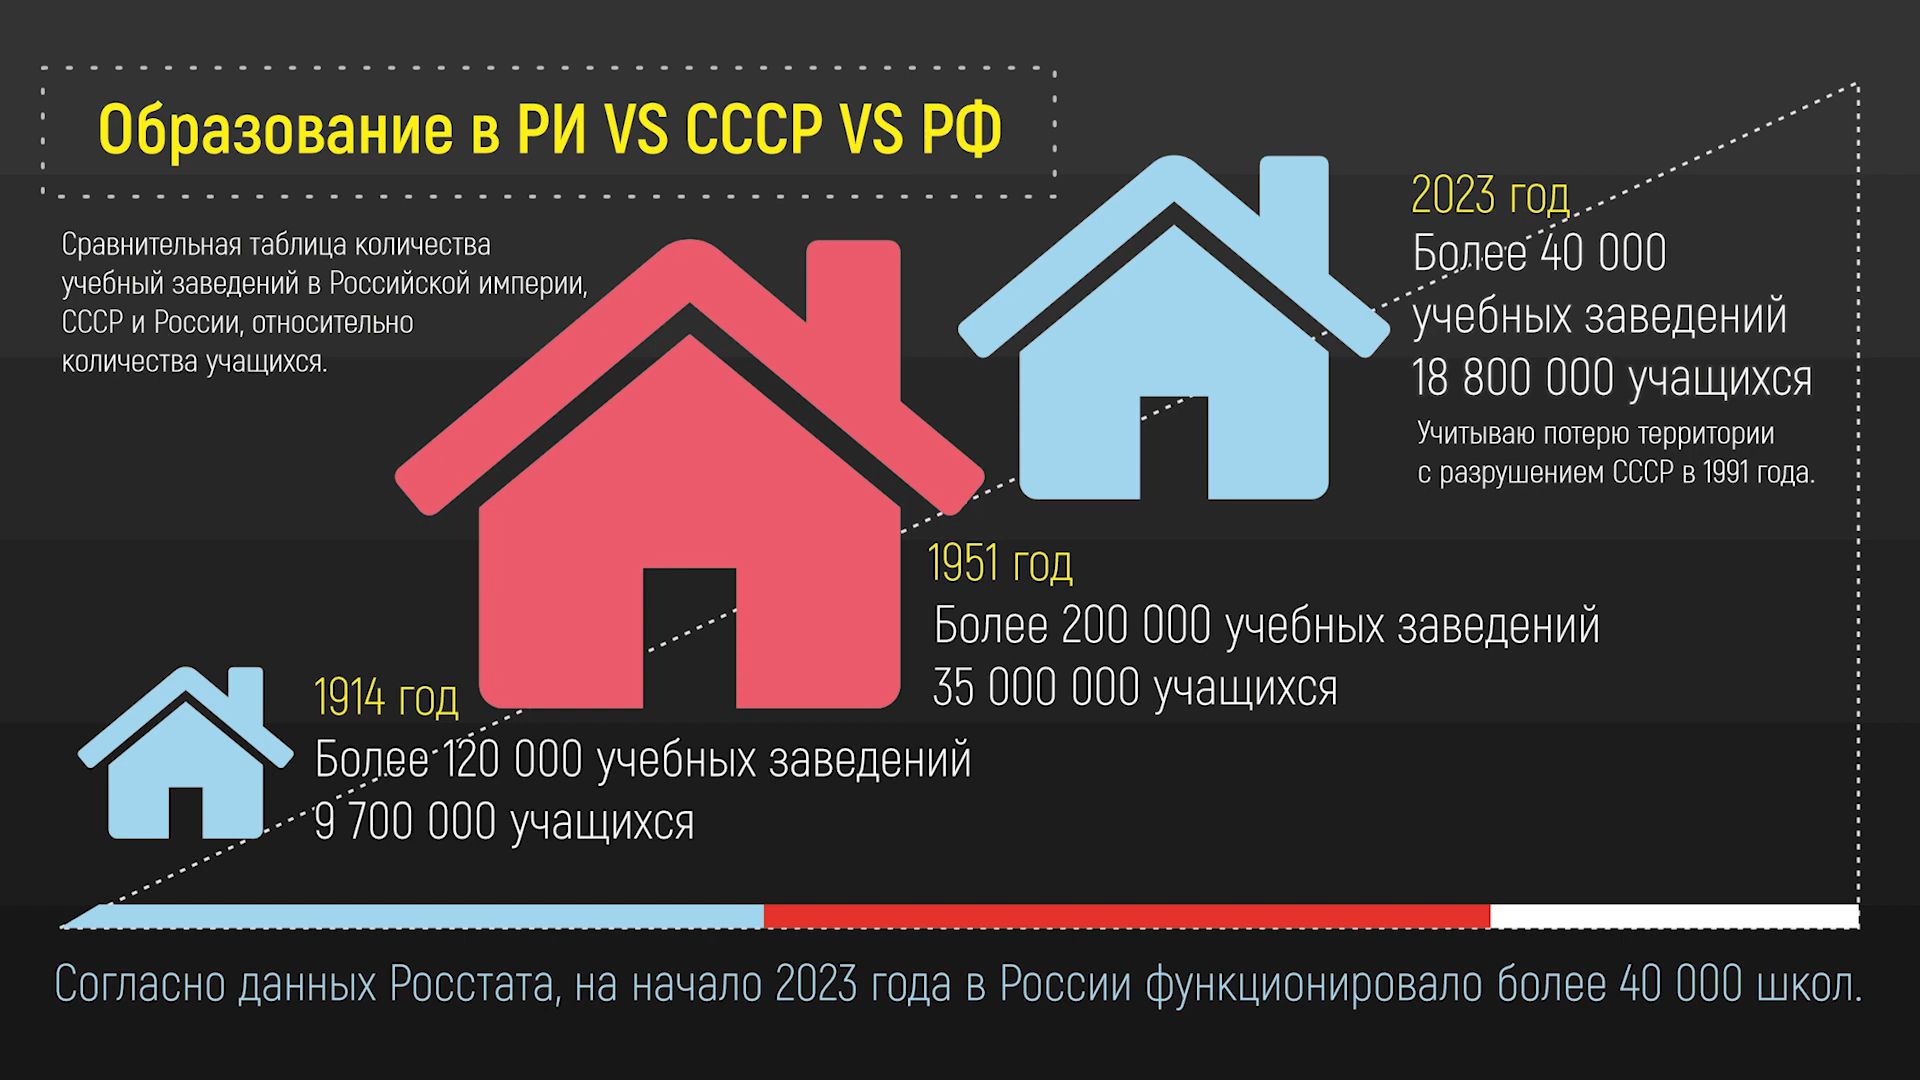 Образование в РИ VS СССР VS РФ
Сравнительная таблица количества
учебный заведений в Российской империи,
СССР и России, относительно
количества учащихся.
2023 год
Более 40 000
учебных заведений
18 800 000 учащихся
Учитываю потерю территории
с разрушением СССР в 1991 года.
1951 год
Более 200 000 учебных заведений
35 000 000 учащихся
1914 год
Более 120 000 учебных заведений
9 700 000 учащихся
Согласно данных Росстата, на начало 2023 года в России функционировало более 40 000 школ.